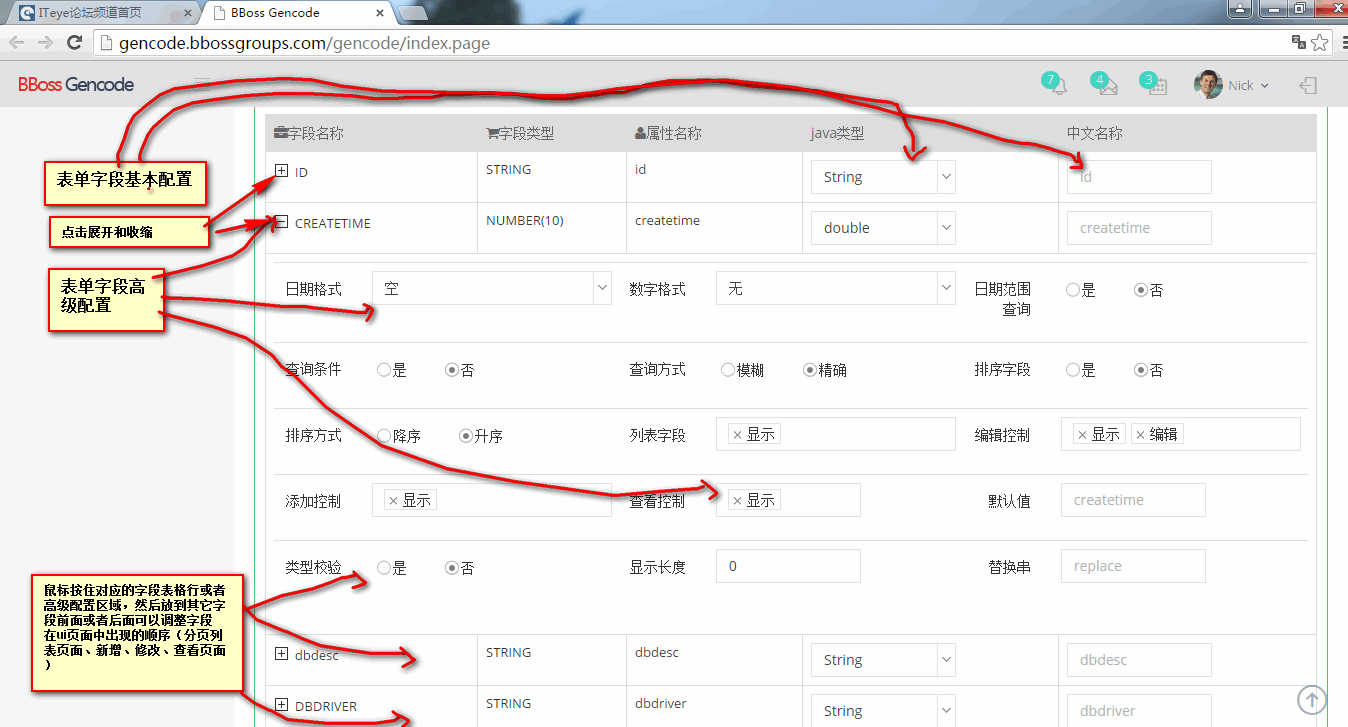 ITeye论坛频道首页
BBoss Gencode
gencode.bbossgroups.com/gencode/index.page
BBoss Gencode
7
4
3
Nick
字段名称 字段类型 属性名称 java类型 中文名称
表单字段基本配置
ID STRING id String id
点击展开和收缩
CREATETIME NUMBER(10) createtime double createtime
表单字段高
级配置
日期格式 空 数字格式 无 日期范围 是 否
查询
查询条件 是 否 查询方式 模糊 精确 排序字段 是 否
排序方式 降序 升序 列表字段 × 显示 编辑控制 × 显示 × 编辑
添加控制 × 显示 查看控制 × 显示 默认值 createtime
类型校验 是 否 显示长度 0 替换串 replace
鼠标按住对应的字段表格行或者
高级配置区域，然后放到其它字
段前面或者后面可以调整字段
在ui页面中出现的顺序（分页列
表页面、新增、修改、查看页面
）
dbdesc STRING dbdesc String dbdesc
DBDRIVER STRING dbdriver String dbdriver